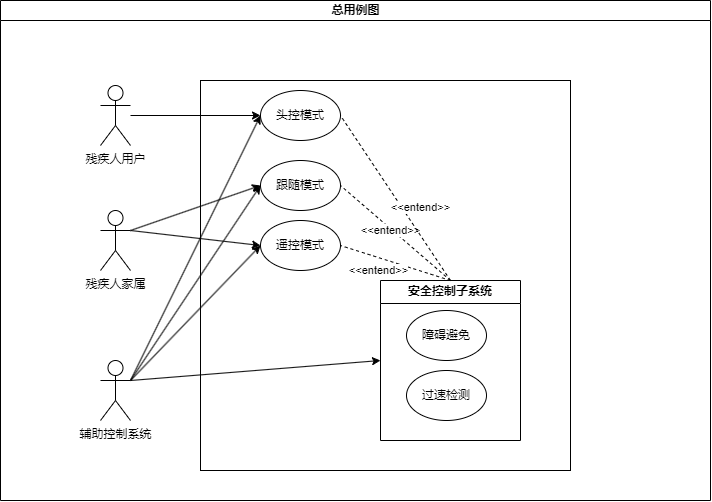 总用例图
头控模式
残疾人用户
跟随模式
<<entend>>
<<entend>>
遥控模式
<<entend>>
残疾人家属
安全控制子系统
障碍避免
过速检测
辅助控制系统